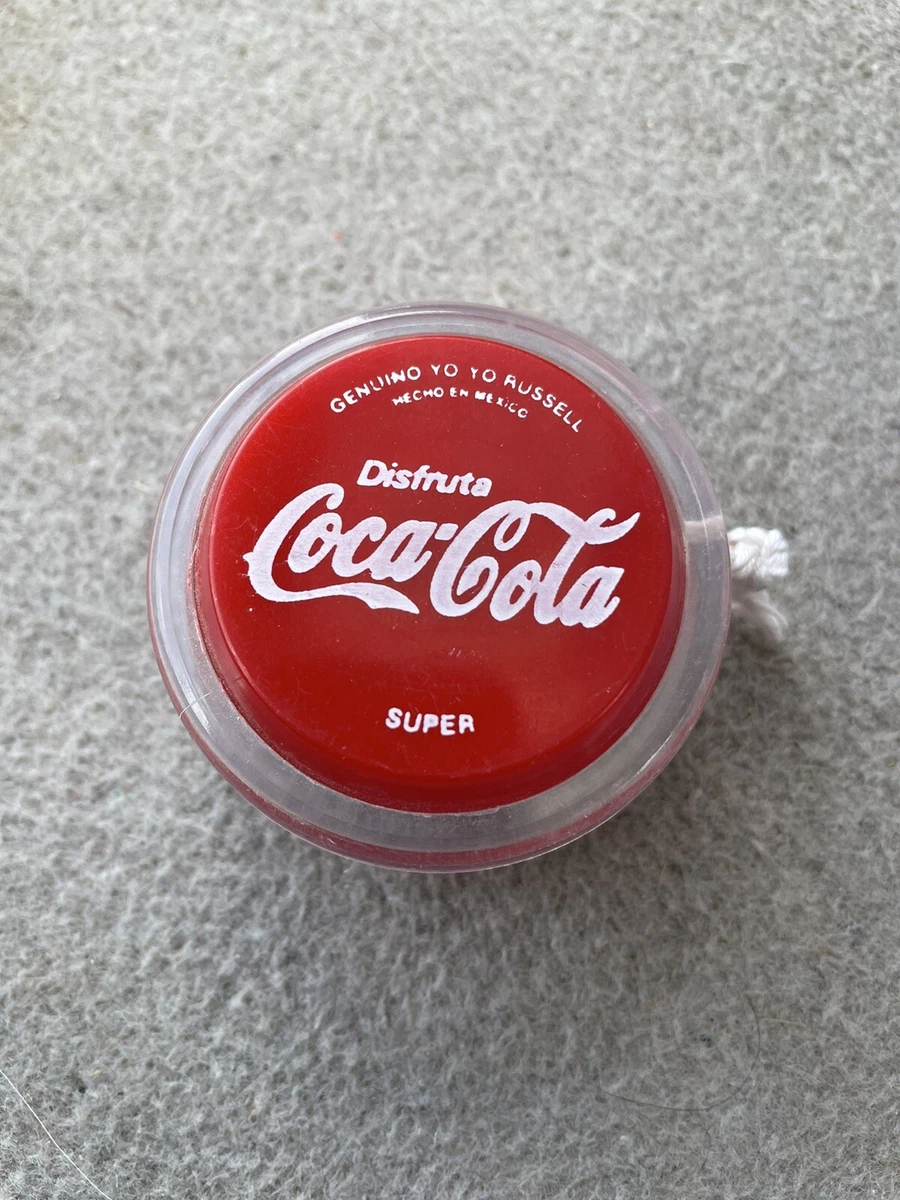 GENUINO YO YO RUSSELL
HECHO EN MEXICO
Disfruta
Coca-Cola
SUPER